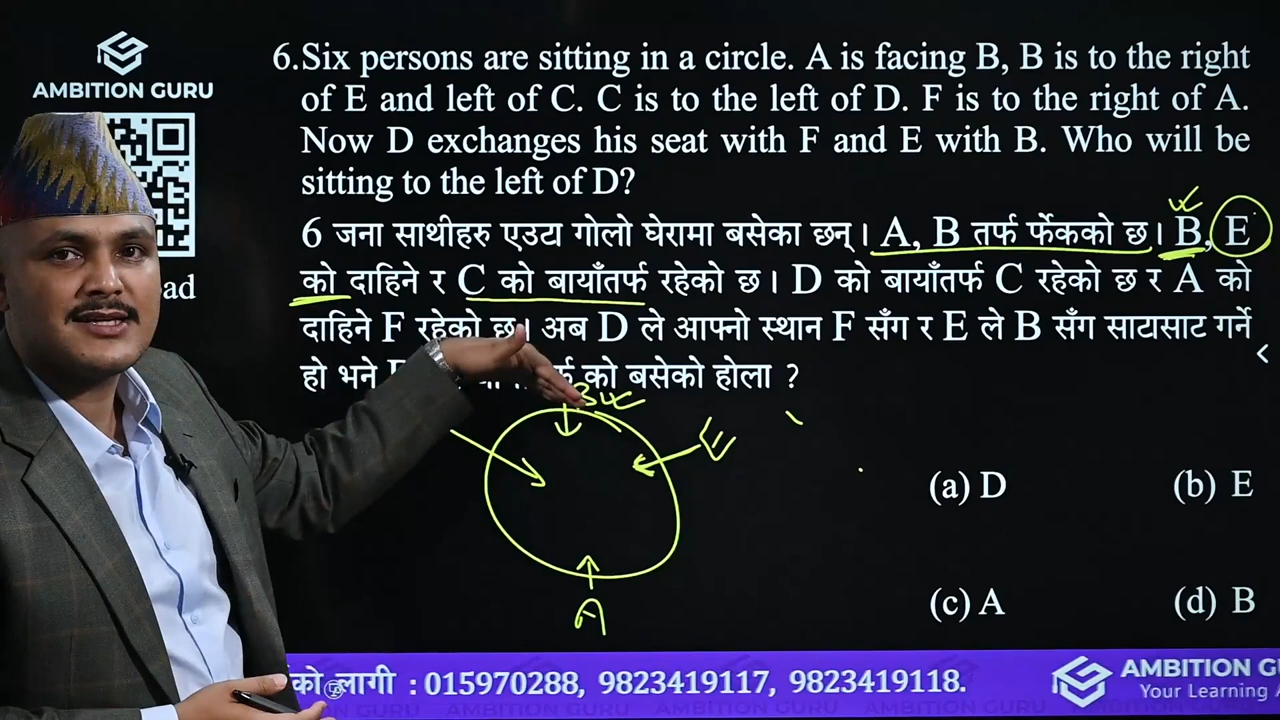 AMBITION GURU
ad
6.Six persons are sitting in a circle. A is facing B, B is to the right
of E and left of C. C is to the left of D. F is to the right of A.
Now D exchanges his seat with F and E with B. Who will be
sitting to the left of D?
6 जना साथीहरु एउटा गोलो घेरामा बसेका छन् । A, B तर्फ फर्केको छ। B, E
को दाहिने र C को बायाँतर्फ रहेको छ। D को बायाँतर्फ C रहेको छ र A को
दाहिने F रहेको छ। अब D ले आफ्नो स्थान F सँग र E ले B सँग साटासाट गर्ने
हो भने को बसेको होला ?
B
E
A
(a) D
(b) E
(c) A
(d) B
को लागी : 015970288, 9823419117, 9823419118.
AMBITION GU
Your Learning A